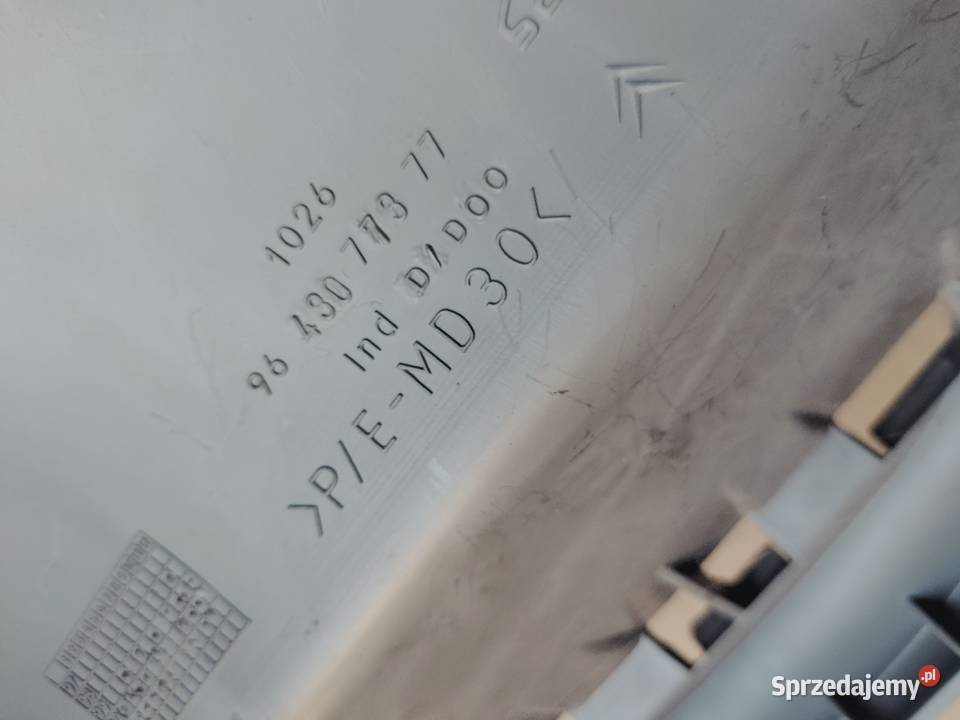 1026
96 430 773 77
Ind D00
>P/E-MD30<
Sprzedajemy.pl